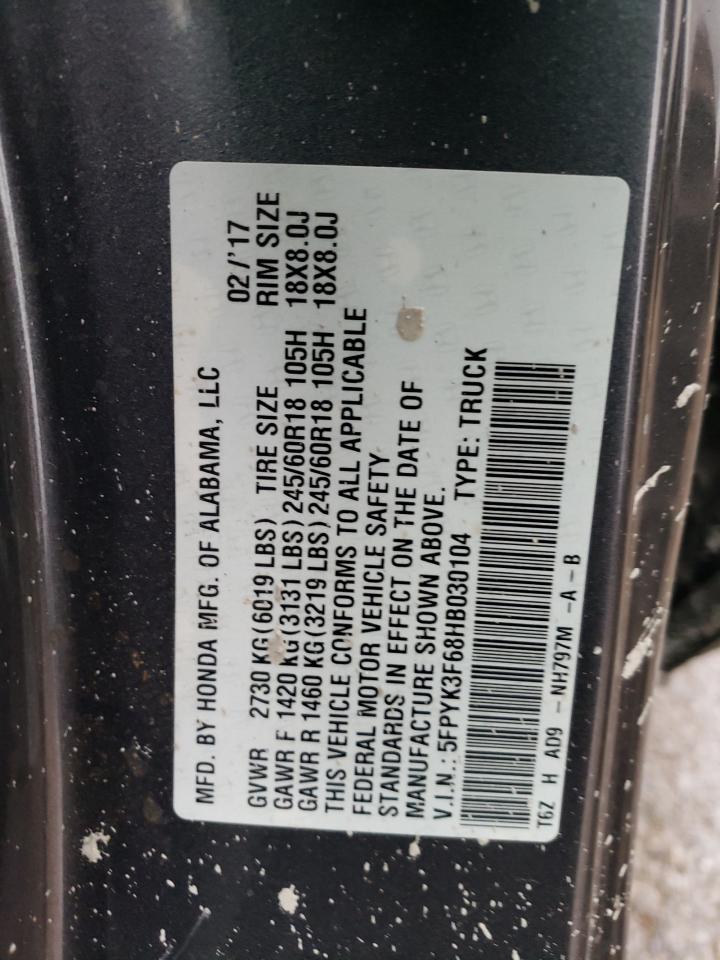 MFD. BY HONDA MFG. OF ALABAMA, LLC 02/'17
GVWR 2730 KG(6019 LBS) TIRE SIZE RIM SIZE
GAWR F 1420 KG(3131 LBS)245/60R18 105H 18X8.0J
GAWR R 1460 KG(3219 LBS)245/60R18 105H 18X8.0J
THIS VEHICLE CONFORMS TO ALL APPLICABLE
FEDERAL MOTOR VEHICLE SAFETY
STANDARDS IN EFFECT ON THE DATE OF
MANUFACTURE SHOWN ABOVE.
V.I.N.: 5FPYK3F68HB030104 TYPE: TRUCK
T6Z H AD9 -NH797M -A-B